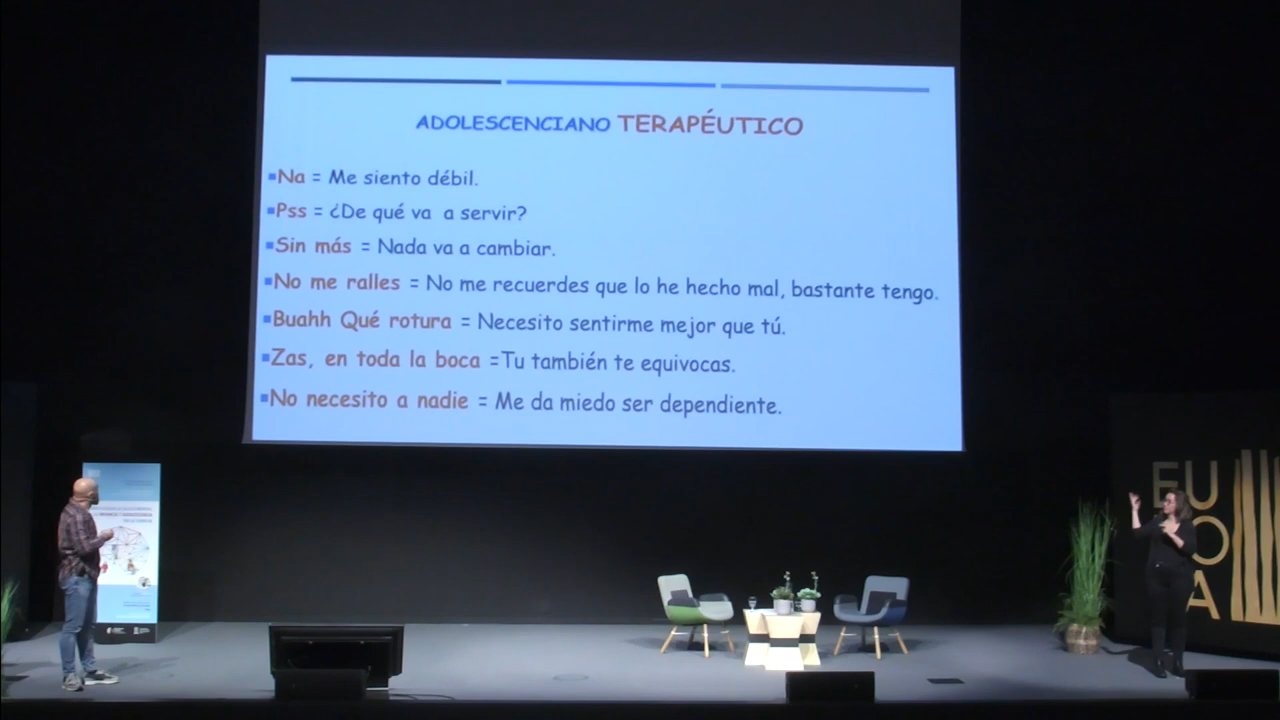 ADOLESCENCIANO TERAPÉUTICO
Na = Me siento débil.
Pss = ¿De qué va a servir?
Sin más = Nada va a cambiar.
No me ralles = No me recuerdes que lo he hecho mal, bastante tengo.
Buahh Qué rotura = Necesito sentirme mejor que tú.
Zas, en toda la boca =Tu también te equivocas.
No necesito a nadie = Me da miedo ser dependiente.
EU
O
A